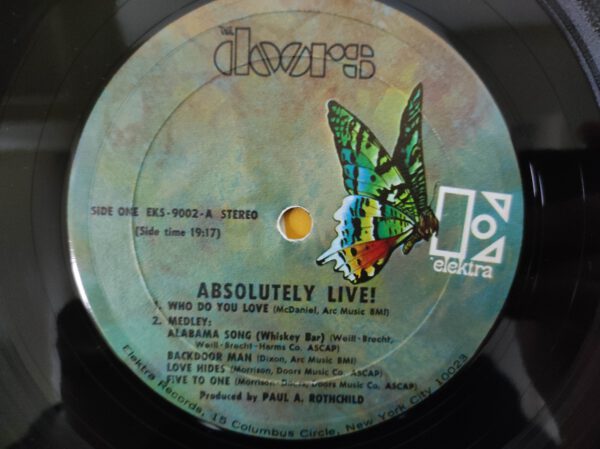 THE
doors
SIDE ONE EKS-9002-A STEREO
(Side time 19:17)
elektra
ABSOLUTELY LIVE!
1. WHO DO YOU LOVE (McDaniel, Arc Music BMI)
2. MEDLEY:
ALABAMA SONG (Whiskey Bar) (Weill-Brecht,
Weill-Brecht-Harms Co. ASCAP)
BACKDOOR MAN (Dixon, Arc Music BMI)
LOVE HIDES (Morrison, Doors Music Co. ASCAP)
FIVE TO ONE (Morrison-Doors, Doors Music Co. ASCAP)
Produced by PAUL A. ROTHCHILD
Elektra Records, 15 Columbus Circle, New York City 10023